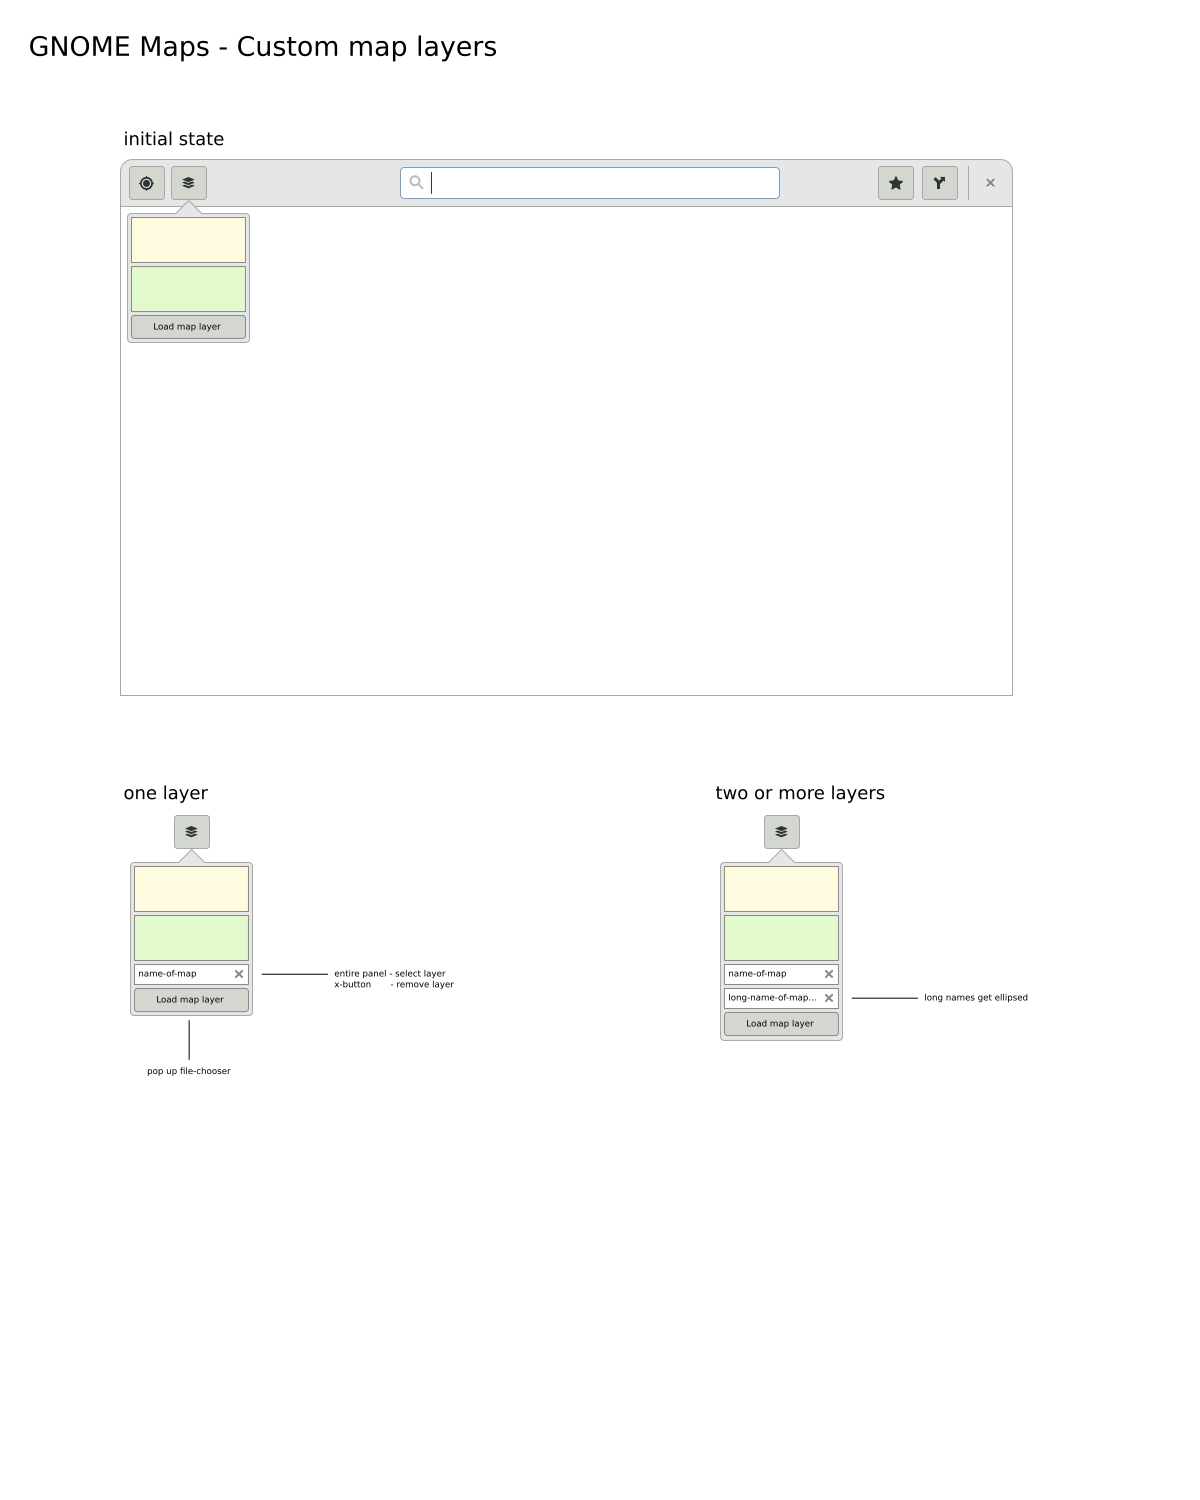 GNOME Maps - Custom map layers
initial state
Load map layer
one layer
name-of-map
Load map layer
entire panel - select layer
x-button - remove layer
pop up file-chooser
two or more layers
name-of-map
long-name-of-map...
Load map layer
long names get ellipsed